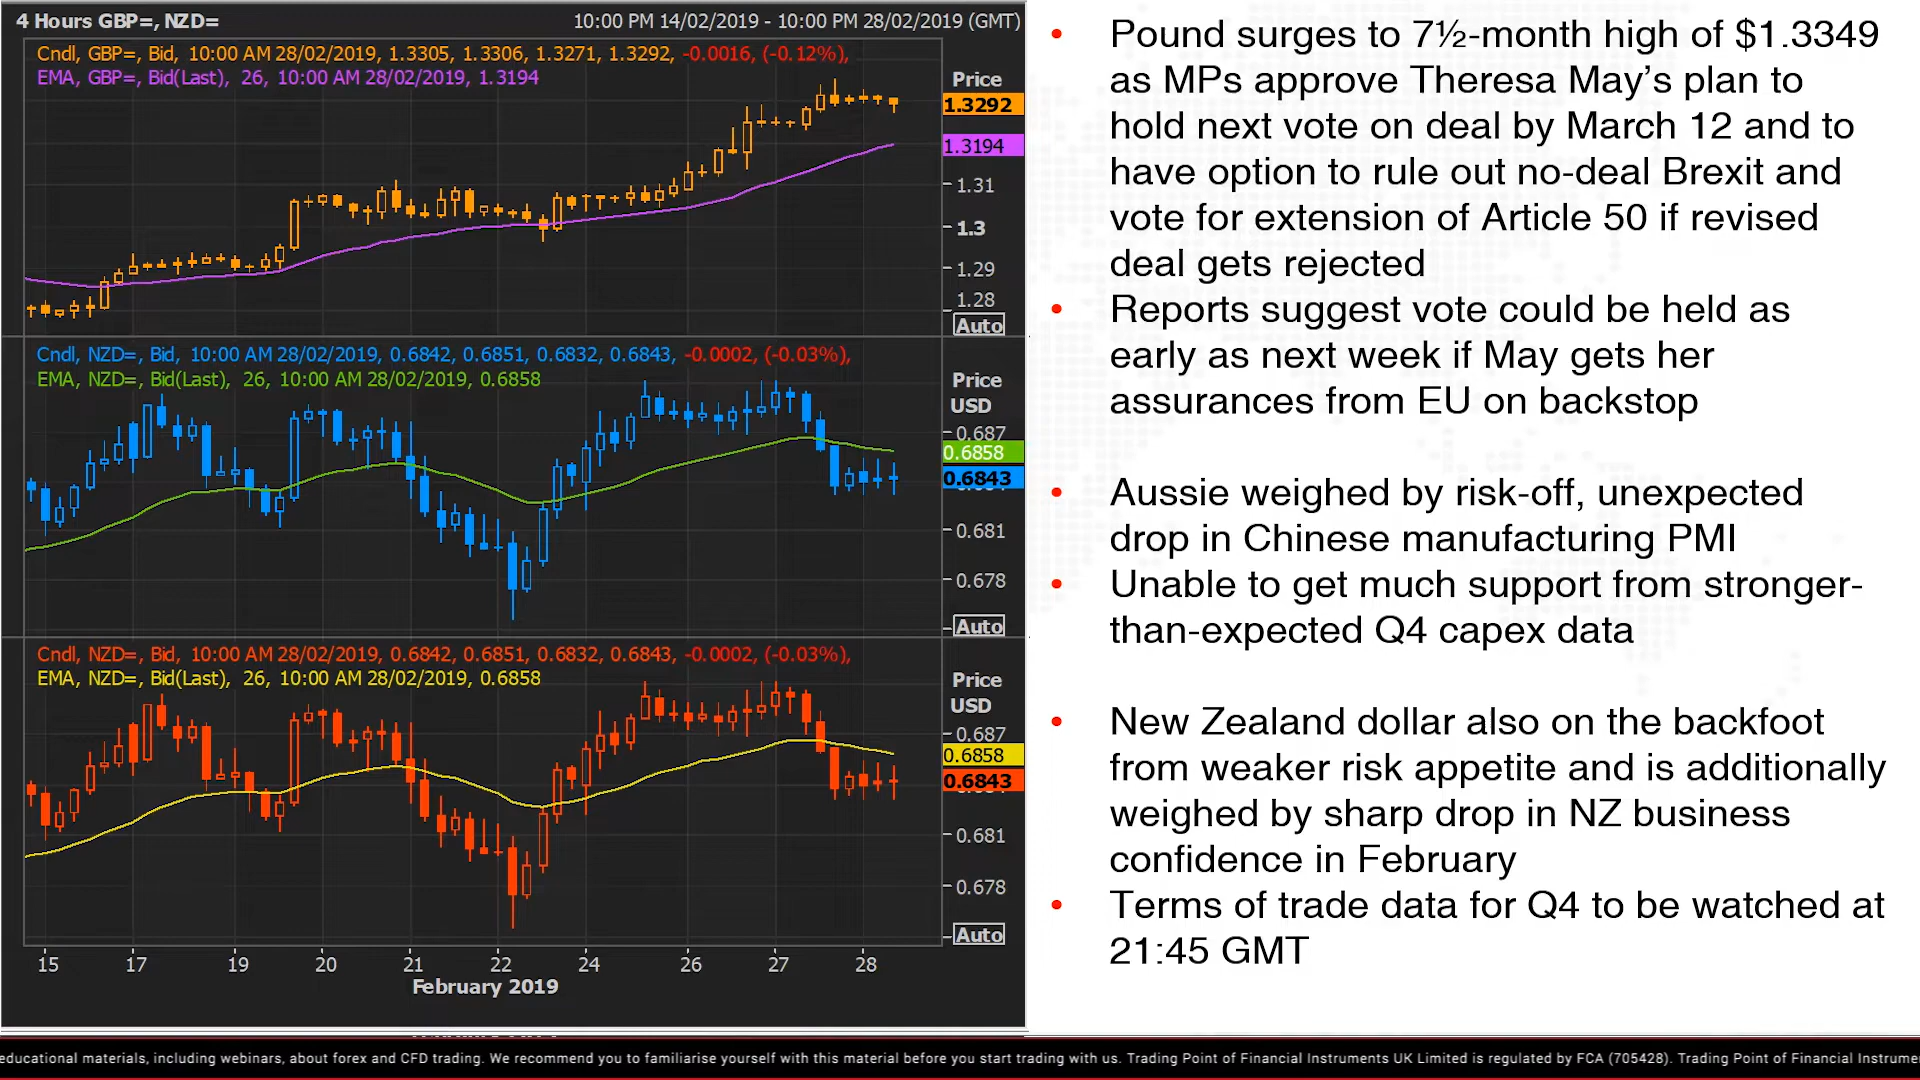 4 Hours GBP=, NZD=
10:00 PM 14/02/2019 - 10:00 PM 28/02/2019 (GMT)
Cndl, GBP=, Bid, 10:00 AM 28/02/2019, 1.3305, 1.3306, 1.3271, 1.3292, -0.0016, (-0.12%),
EMA, GBP=, Bid(Last), 26, 10:00 AM 28/02/2019, 1.3194
Price
1.3292
1.3194
1.31
1.3
1.29
1.28
Auto
Cndl, NZD=, Bid, 10:00 AM 28/02/2019, 0.6842, 0.6851, 0.6832, 0.6843, -0.0002, (-0.03%),
EMA, NZD=, Bid(Last), 26, 10:00 AM 28/02/2019, 0.6858
Price
USD
0.687
0.6858
0.6843
0.681
0.678
Auto
Cndl, NZD=, Bid, 10:00 AM 28/02/2019, 0.6842, 0.6851, 0.6832, 0.6843, -0.0002, (-0.03%),
EMA, NZD=, Bid(Last), 26, 10:00 AM 28/02/2019, 0.6858
Price
USD
0.687
0.6858
0.6843
0.681
0.678
Auto
15 17 19 20 21 22 24 26 27 28
February 2019
• Pound surges to 7½-month high of $1.3349
as MPs approve Theresa May's plan to
hold next vote on deal by March 12 and to
have option to rule out no-deal Brexit and
vote for extension of Article 50 if revised
deal gets rejected
• Reports suggest vote could be held as
early as next week if May gets her
assurances from EU on backstop
• Aussie weighed by risk-off, unexpected
drop in Chinese manufacturing PMI
• Unable to get much support from stronger-
than-expected Q4 capex data
• New Zealand dollar also on the backfoot
from weaker risk appetite and is additionally
weighed by sharp drop in NZ business
confidence in February
• Terms of trade data for Q4 to be watched at
21:45 GMT
educational materials, including webinars, about forex and CFD trading. We recommend you to familiarise yourself with this material before you start trading with us. Trading Point of Financial Instruments UK Limited is regulated by FCA (705428). Trading Point of Financial Instrume